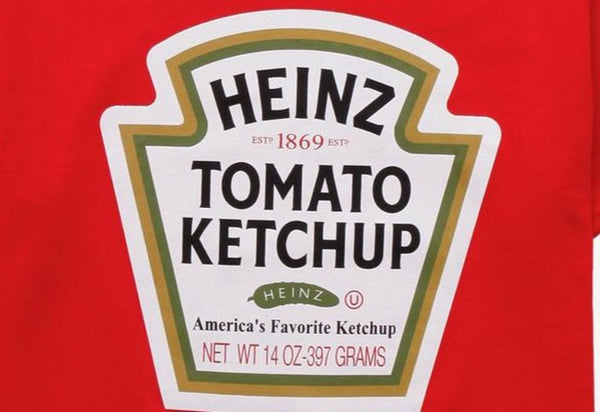 HEINZ
ESTD 1869 ESTD
TOMATO
KETCHUP
HEINZ U
America's Favorite Ketchup
NET WT 14 OZ-397 GRAMS